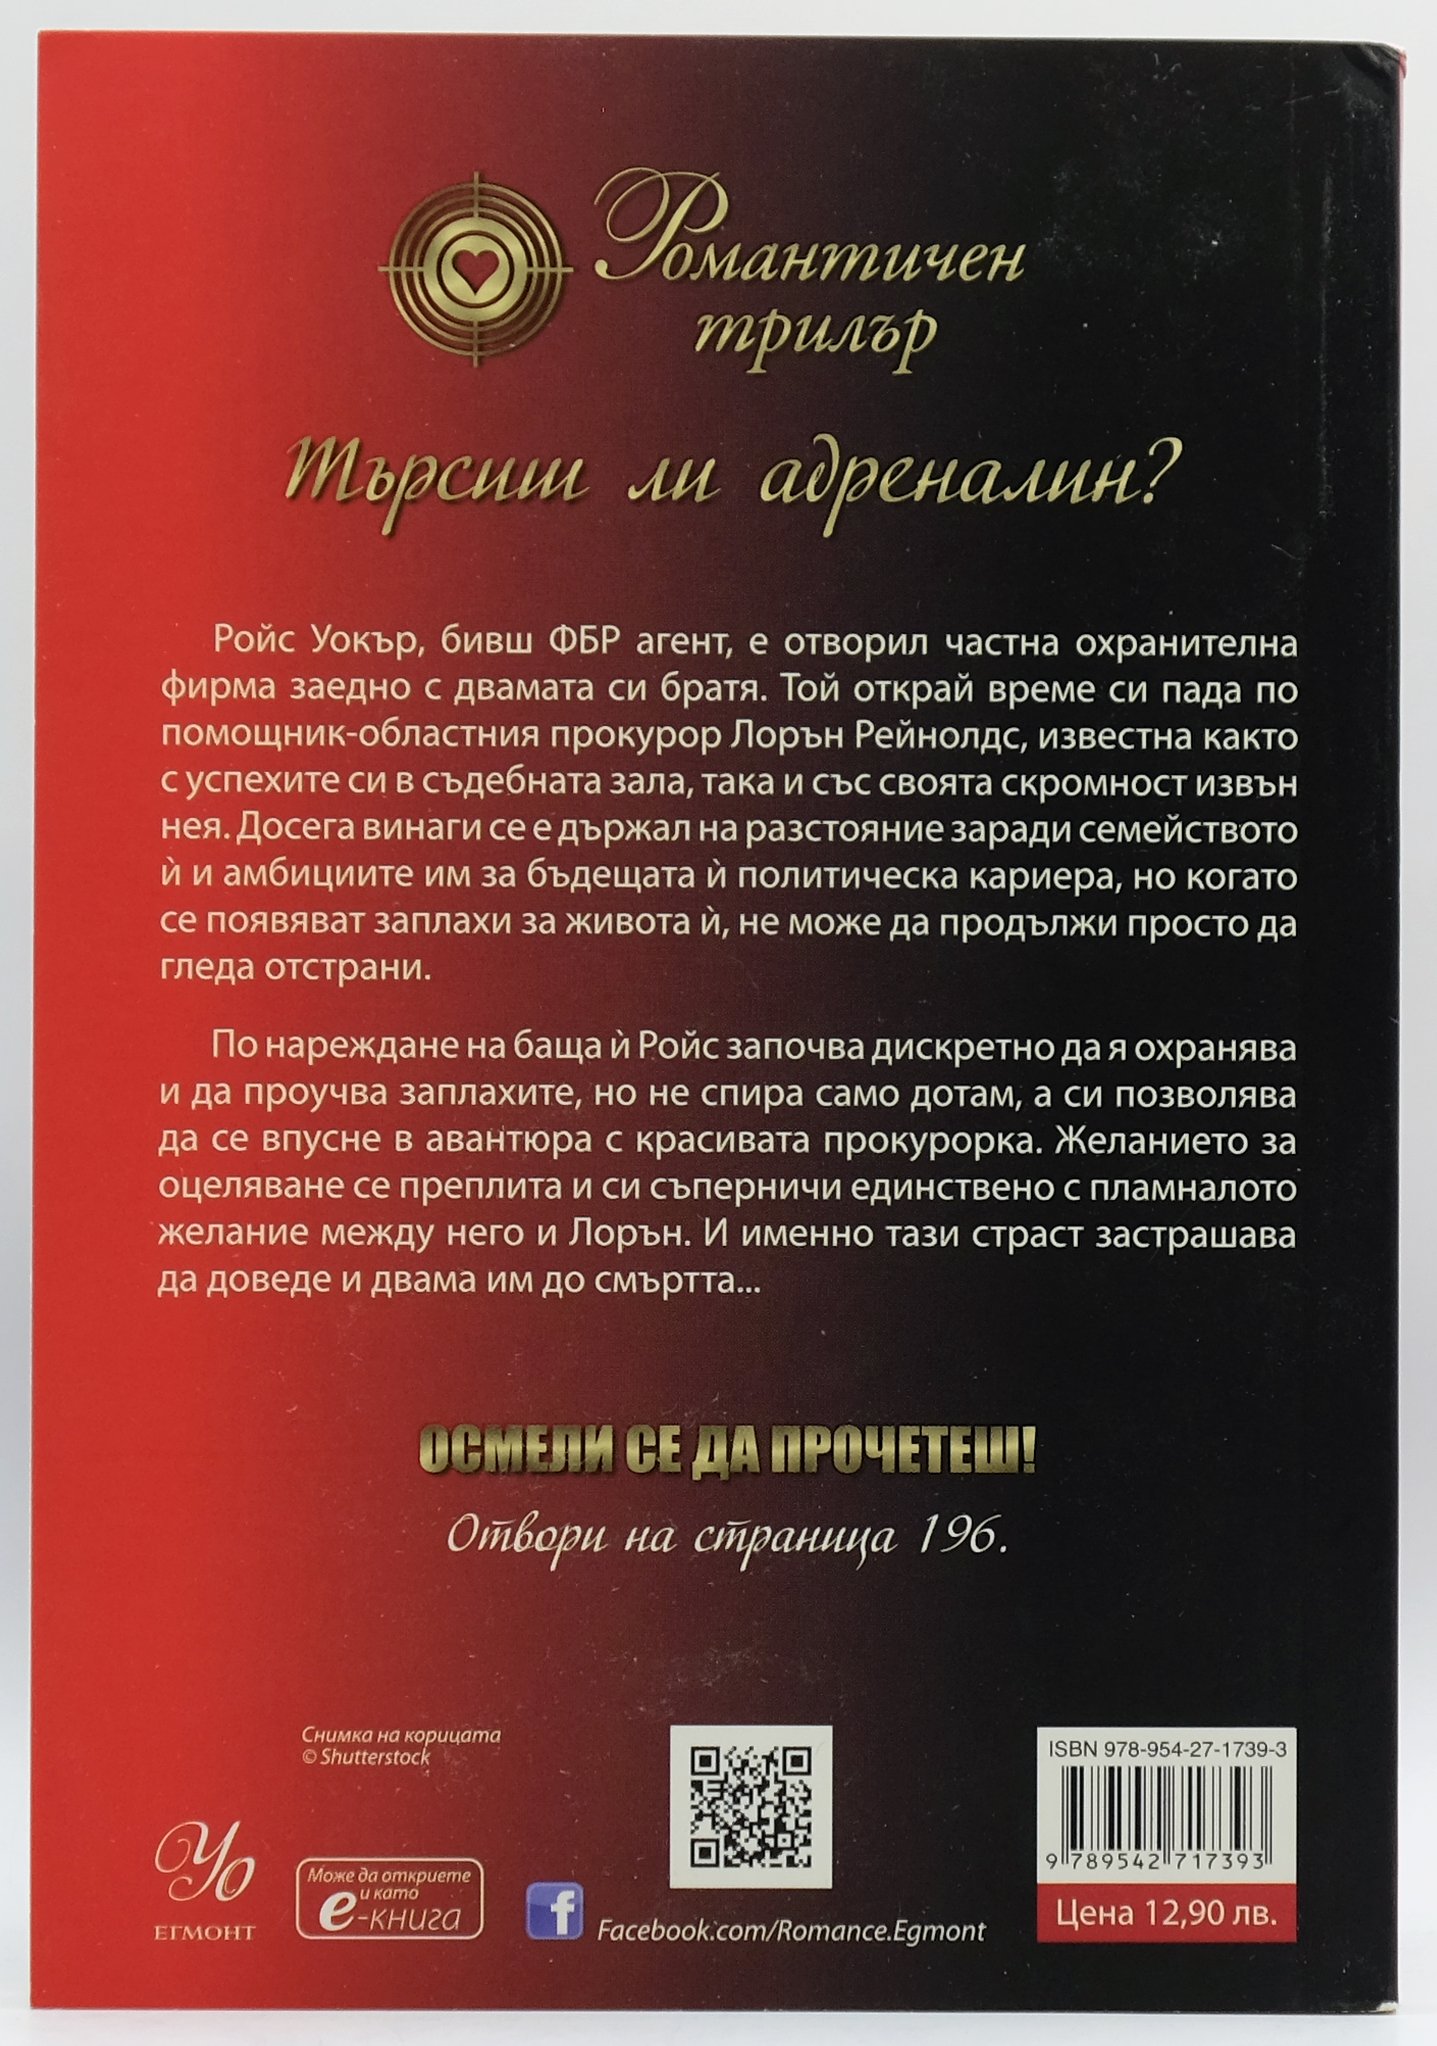 Романтичен
трилър
Търсиш ли адреналин?
Ройс Уокър, бивш ФБР агент, е отворил частна охранителна
фирма заедно с двамата си братя. Той открай време си пада по
помощник-областния прокурор Лорън Рейнолдс, известна както
с успехите си в съдебната зала, така и със своята скромност извън
нея. Досега винаги се е държал на разстояние заради семейството
ѝ и амбициите им за бъдещата ѝ политическа кариера, но когато
се появяват заплахи за живота ѝ, не може да продължи просто да
гледа отстрани.
По нареждане на баща ѝ Ройс започва дискретно да я охранява
и да проучва заплахите, но не спира само дотам, а си позволява
да се впусне в авантюра с красивата прокурорка. Желанието за
оцеляване се преплита и си съперничи единствено с пламналото
желание между него и Лорън. И именно тази страст застрашава
да доведе и двама им до смъртта...
ОСМЕЛИ СЕ ДА ПРОЧЕТЕШ!
Отвори на страница 196.
Снимка на корицата
© Shutterstock
ЕГМОНТ
Може да откриете
и като
е-книга
f
Facebook.com/Romance.Egmont
ISBN 978-954-27-1739-3
9 789542 717393
Цена 12,90 лв.